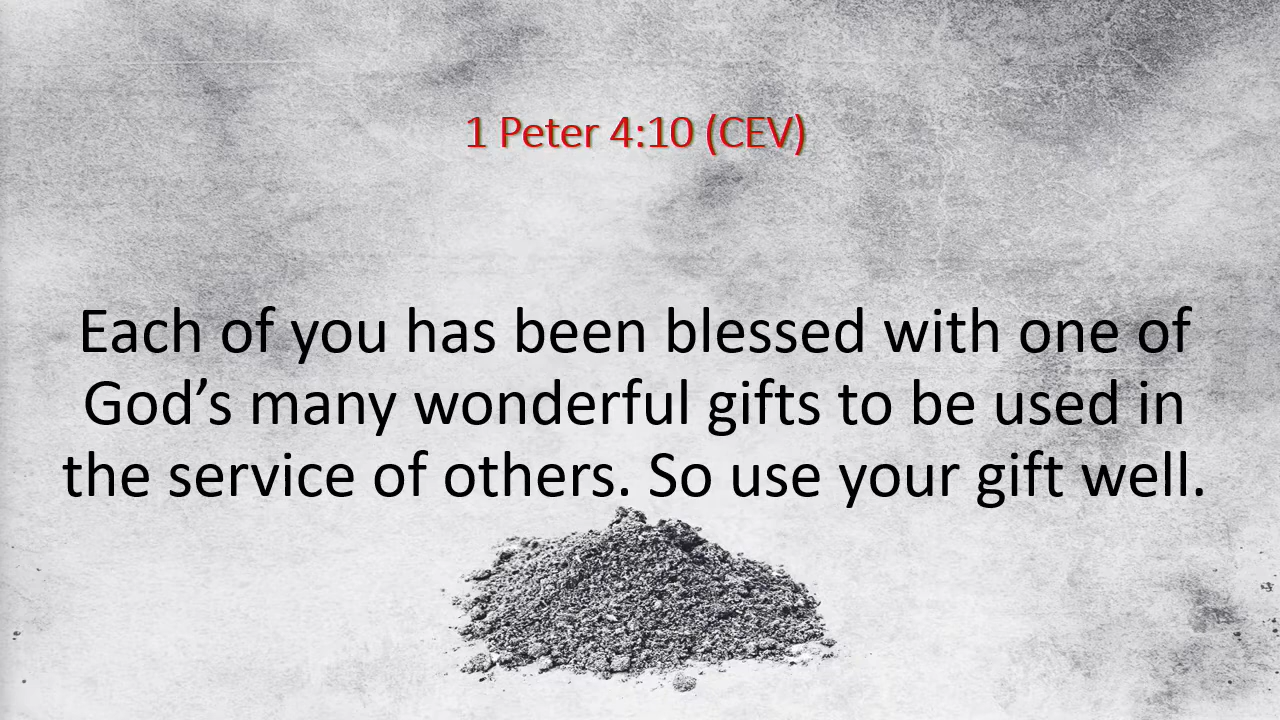 1 Peter 4:10 (CEV)
Each of you has been blessed with one of
God’s many wonderful gifts to be used in
the service of others. So use your gift well.